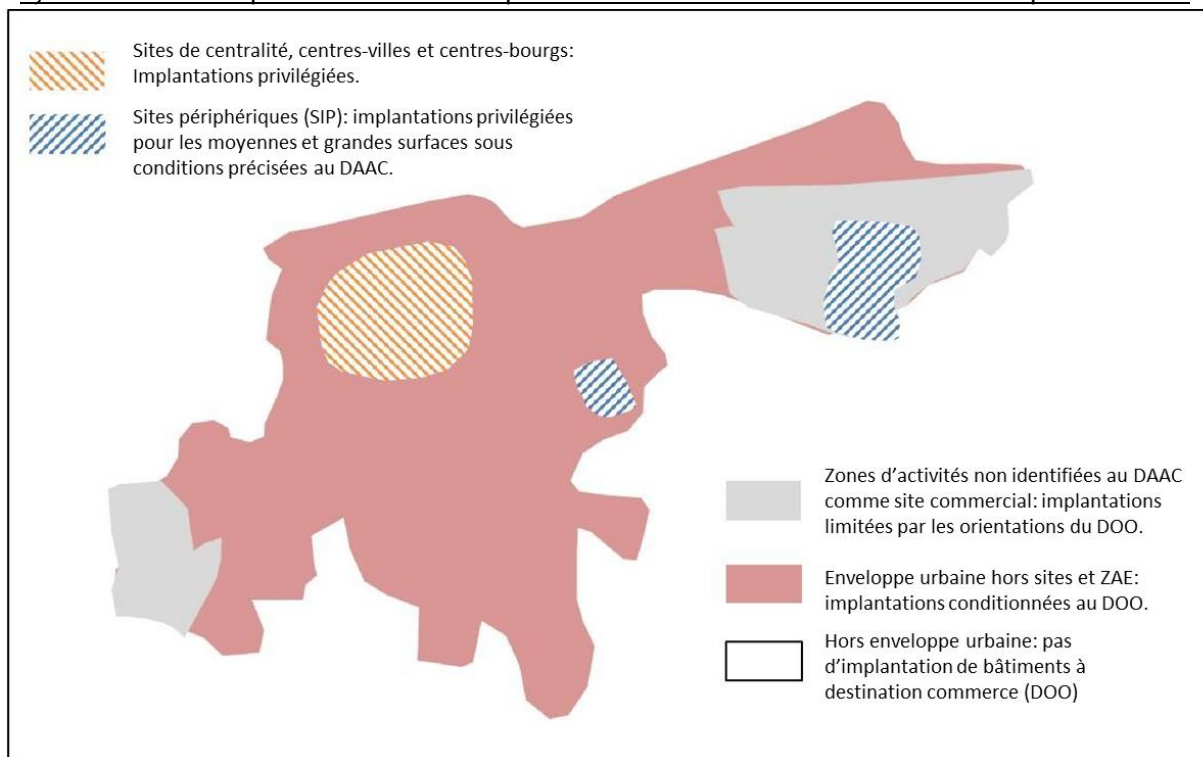 Sites de centralité, centres-villes et centres-bourgs:
Implantations privilégiées.
Sites périphériques (SIP): implantations privilégiées
pour les moyennes et grandes surfaces sous
conditions précisées au DAAC.
Zones d’activités non identifiées au DAAC
comme site commercial: implantations
limitées par les orientations du DOO.
Enveloppe urbaine hors sites et ZAE:
implantations conditionnées au DOO.
Hors enveloppe urbaine: pas
d’implantation de bâtiments à
destination commerce (DOO)